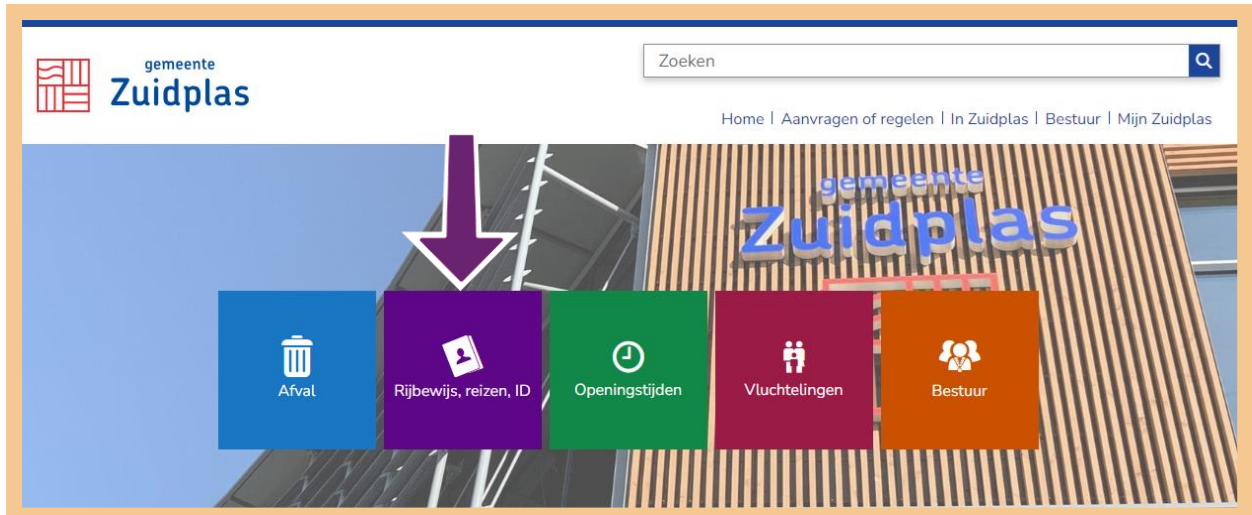 gemeente
Zuidplas
Zoeken
Home | Aanvragen of regelen | In Zuidplas | Bestuur | Mijn Zuidplas
gemeente
Zuidplas
Afval
Rijbewijs, reizen, ID
Openingstijden
Vluchtelingen
Bestuur